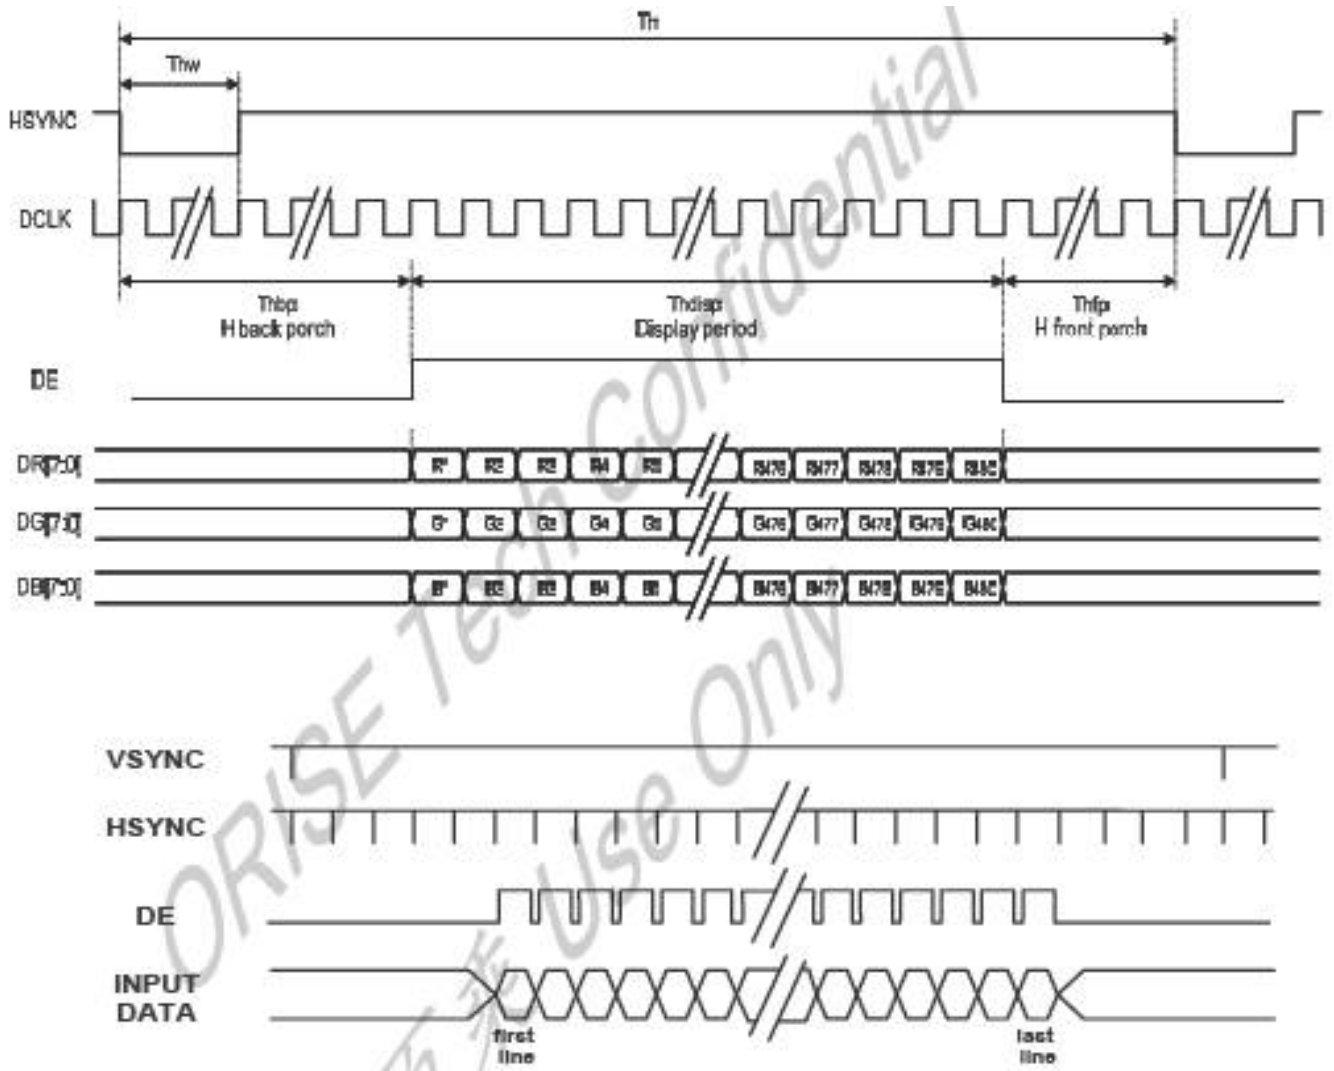 Th
Thw
HSYNC
DCLK
Thbp Thdisp Thfp
H back porch Display period H front porch
DE
DR[7:0] R1 R2 R3 R4 R5 R476 R477 R478
DG[7:0] G1 G2 G3 G4 G5 G476 G477 G478 G479 G480
DB[7:0] B1 B2 B3 B4 B5 B476 B477 B478 B479 B480
VSYNC
HSYNC
DE
INPUT
DATA
first
line
last
line
ORISE Tech Confidential
Use Only